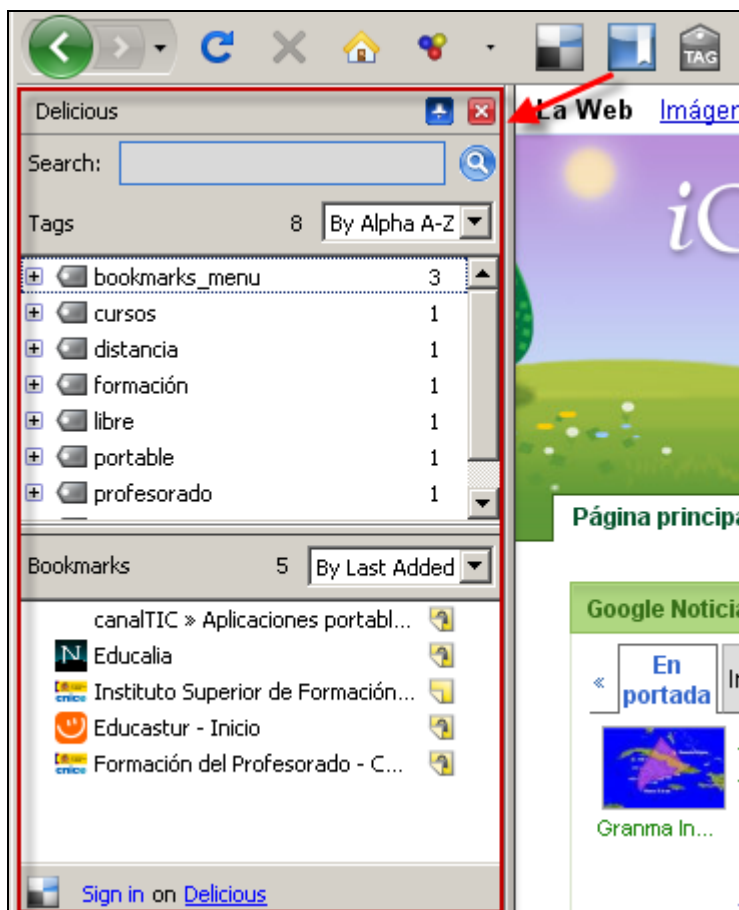 TAG
Delicious
La Web Imágen
Search:
iG
Tags 8 By Alpha A-Z
bookmarks_menu 3
cursos 1
distancia 1
formación 1
libre 1
portable 1
profesorado 1
Página principa
Bookmarks 5 By Last Added
canalTIC » Aplicaciones portabl...
Google Noticia
N Educalia
En portada
Instituto Superior de Formación...
Educastur - Inicio
Formación del Profesorado - C...
Granma In...
Sign in on Delicious